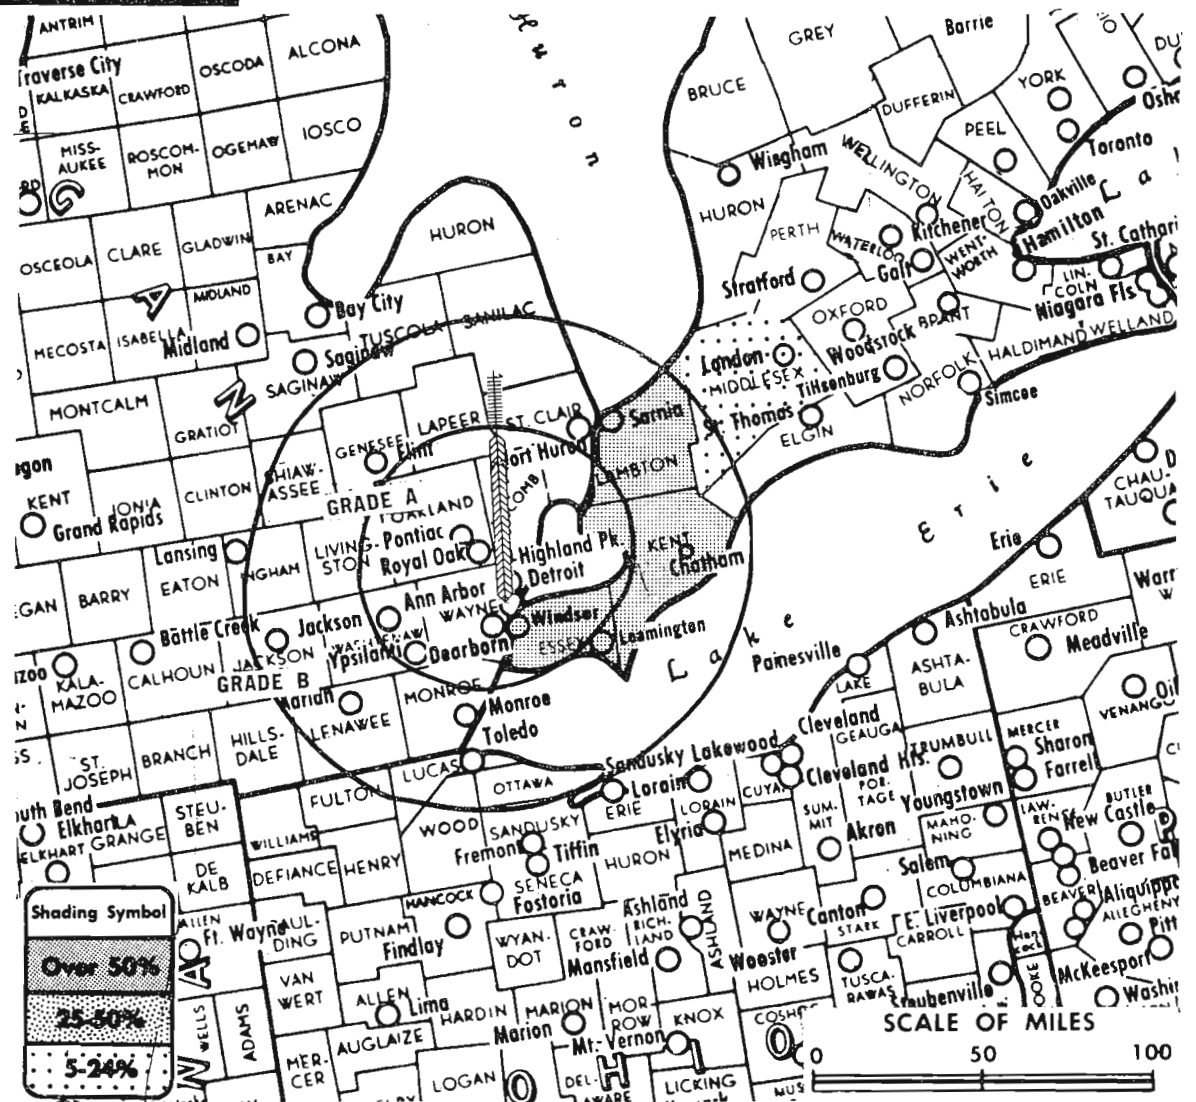 ANTRIM
Traverse City
KALKASKA
CRAWFORD
OSCODA
ALCONA
MISS-
AUKEE
ROSCOM-
MON
OGEMAW
IOSCO
ARENAC
OSCEOLA
CLARE
GLADWIN
BAY
MIDLAND
MECOSTA
ISABELLA
Midland
Bay City
Saginaw
SAGINAW
TUSCOLA
SANILAC
HURON
Huron
MONTCALM
GRATIOT
GENESEE
Flint
LAPEER
ST. CLAIR
Port Huron
KENT
Grand Rapids
IONIA
CLINTON
SHIAW-
ASSEE
GRADE A
OAKLAND
Pontiac
Royal Oak
Highland Pk.
Detroit
Lansing
EATON
INGHAM
LIVING-
STON
BARRY
Battle Creek
Jackson
JACKSON
Ann Arbor
WASHTENAW
WAYNE
Ypsilanti
Dearborn
Windsor
ESSEX
Leamington
KALA-
MAZOO
CALHOUN
GRADE B
Adrian
LENAWEE
MONROE
Monroe
Toledo
ST.
JOSEPH
BRANCH
HILLS-
DALE
LUCAS
FULTON
OTTAWA
South Bend
Elkhart
ELKHART
LA GRANGE
STEU-
BEN
DE
KALB
WILLIAMS
DEFIANCE
HENRY
WOOD
SANDUSKY
Fremont
Tiffin
SENECA
Fostoria
HANCOCK
Findlay
PUTNAM
PAUL-
DING
VAN
WERT
ALLEN
Ft. Wayne
WELLS
ADAMS
ALLEN
Lima
HARDIN
AUGLAIZE
MER-
CER
LOGAN
WYAN-
DOT
CRAW-
FORD
RICH-
LAND
Ashland
ASHLAND
Mansfield
MARION
Marion
MOR-
ROW
Mt. Vernon
KNOX
LICKING
DEL-
AWARE
Sandusky
ERIE
HURON
Lorain
LORAIN
Elyria
Lakewood
Cleveland
Cleveland Hts.
CUYA
MEDINA
SUM-
MIT
Akron
WAYNE
Wooster
HOLMES
Canton
STARK
TUSCA-
RAWAS
CARROLL
Salem
COLUMBIANA
E. Liverpool
Steubenville
MAHO-
NING
Youngstown
POR-
TAGE
TRUMBULL
GEAUGA
LAKE
Painesville
Ashtabula
ASHTA-
BULA
CRAWFORD
Meadville
MERCER
Sharon
Farrell
VENANGO
LAW-
RENCE
New Castle
BUTLER
BEAVER
Aliquippa
ALLEGHENY
McKeesport
Erie
ERIE
CHAU-
TAUQUA
Lake Erie
Sarnia
LAMBTON
KENT
Chatham
London
MIDDLESEX
St. Thomas
ELGIN
Tillsonburg
Woodstock
OXFORD
NORFOLK
Simcoe
HALDIMAND
WELLAND
BRANT
Stratford
PERTH
HURON
BRUCE
GREY
Wingham
WELLINGTON
WATERLOO
Kitchener
Galt
WENT-
WORTH
HALTON
PEEL
YORK
DUFFERIN
Barrie
Toronto
Oakville
Hamilton
LIN-
COLN
Niagara Fls
Shading Symbol
Over 50%
25-50%
5-24%
SCALE OF MILES
0 50 100